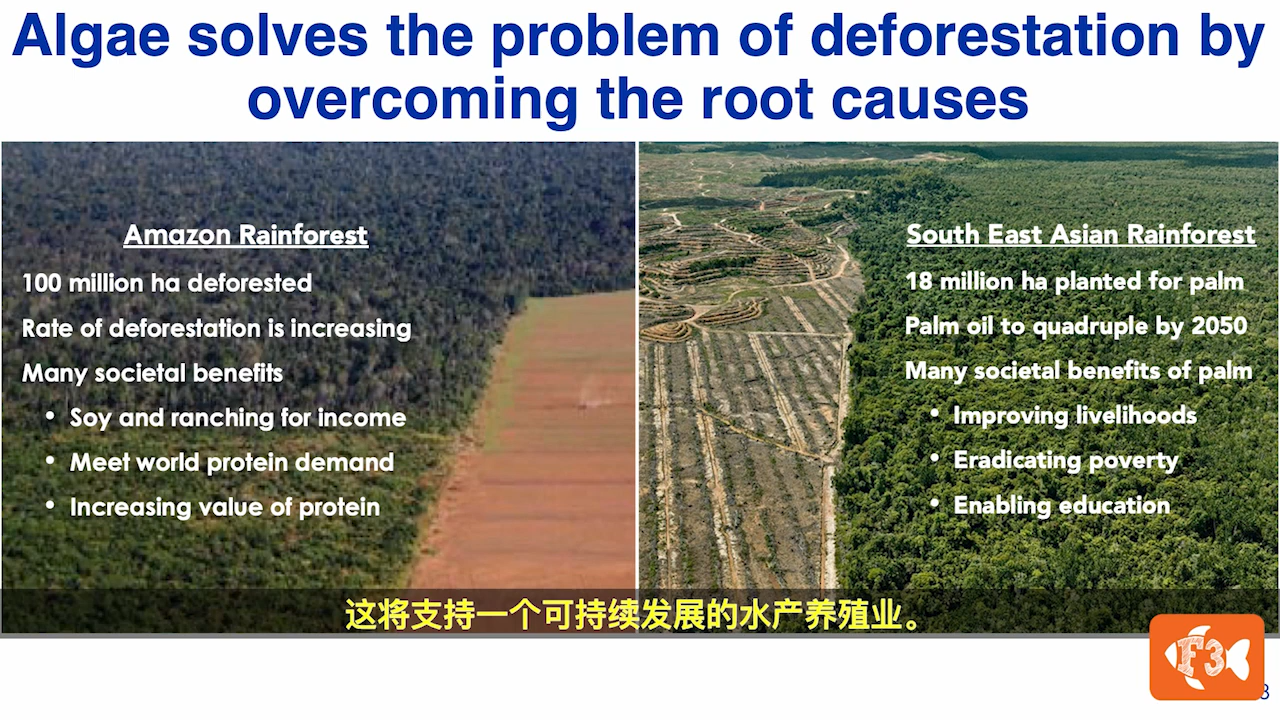 Algae solves the problem of deforestation by
overcoming the root causes
Amazon Rainforest
100 million ha deforested
Rate of deforestation is increasing
Many societal benefits
• Soy and ranching for income
• Meet world protein demand
• Increasing value of protein
South East Asian Rainforest
18 million ha planted for palm
Palm oil to quadruple by 2050
Many societal benefits of palm
• Improving livelihoods
• Eradicating poverty
• Enabling education
这将支持一个可持续发展的水产养殖业。
F3
3